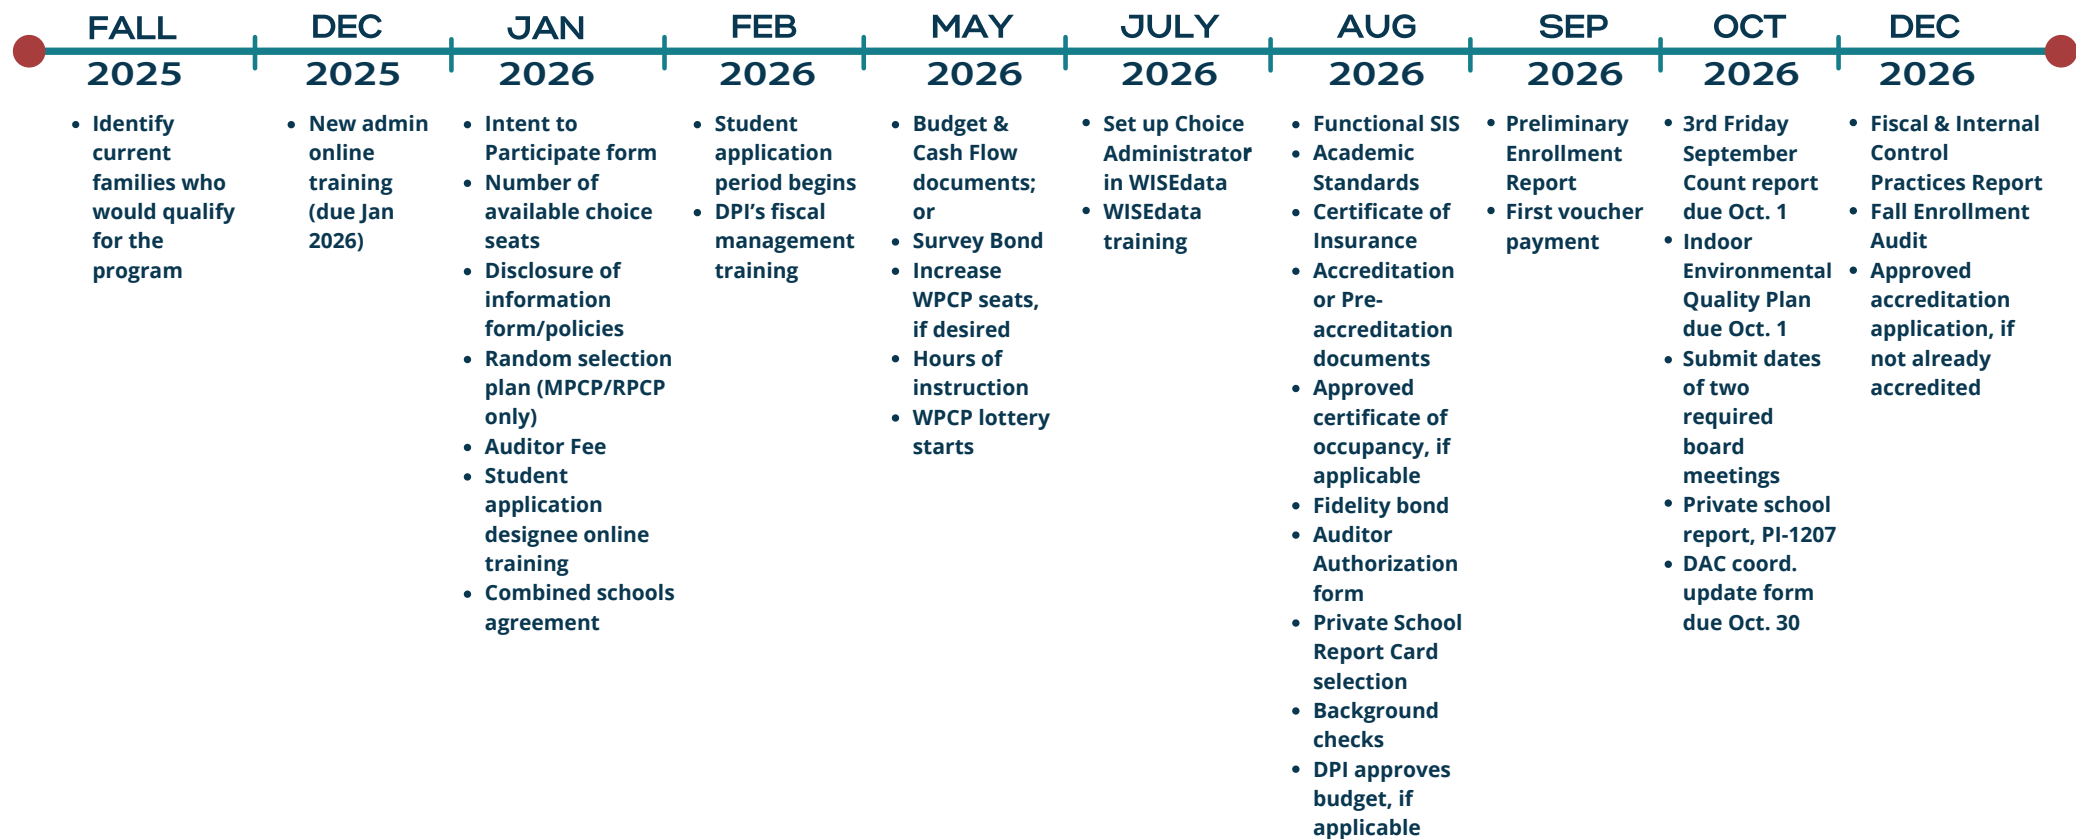 FALL
2025
Identify
current
families who
would qualify
for the
program
DEC
2025
New admin
online
training
(due Jan
2026)
JAN
2026
Intent to
Participate form
Number of
available choice
seats
Disclosure of
information
form/policies
Random selection
plan (MPCP/RPCP
only)
Auditor Fee
Student
application
designee online
training
Combined schools
agreement
FEB
2026
Student
application
period begins
DPI’s fiscal
management
training
MAY
2026
Budget &
Cash Flow
documents;
or
Survey Bond
Increase
WPCP seats,
if desired
Hours of
instruction
WPCP lottery
starts
JULY
2026
Set up Choice
Administrator
in WISEdata
WISEdata
training
AUG
2026
Functional SIS
Academic
Standards
Certificate of
Insurance
Accreditation
or Pre-
accreditation
documents
Approved
certificate of
occupancy, if
applicable
Fidelity bond
Auditor
Authorization
form
Private School
Report Card
selection
Background
checks
DPI approves
budget, if
applicable
SEP
2026
Preliminary
Enrollment
Report
First voucher
payment
OCT
2026
3rd Friday
September
Count report
due Oct. 1
Indoor
Environmental
Quality Plan
due Oct. 1
Submit dates
of two
required
board
meetings
Private school
report, PI-1207
DAC coord.
update form
due Oct. 30
DEC
2026
Fiscal & Internal
Control
Practices Report
Fall Enrollment
Audit
Approved
accreditation
application, if
not already
accredited